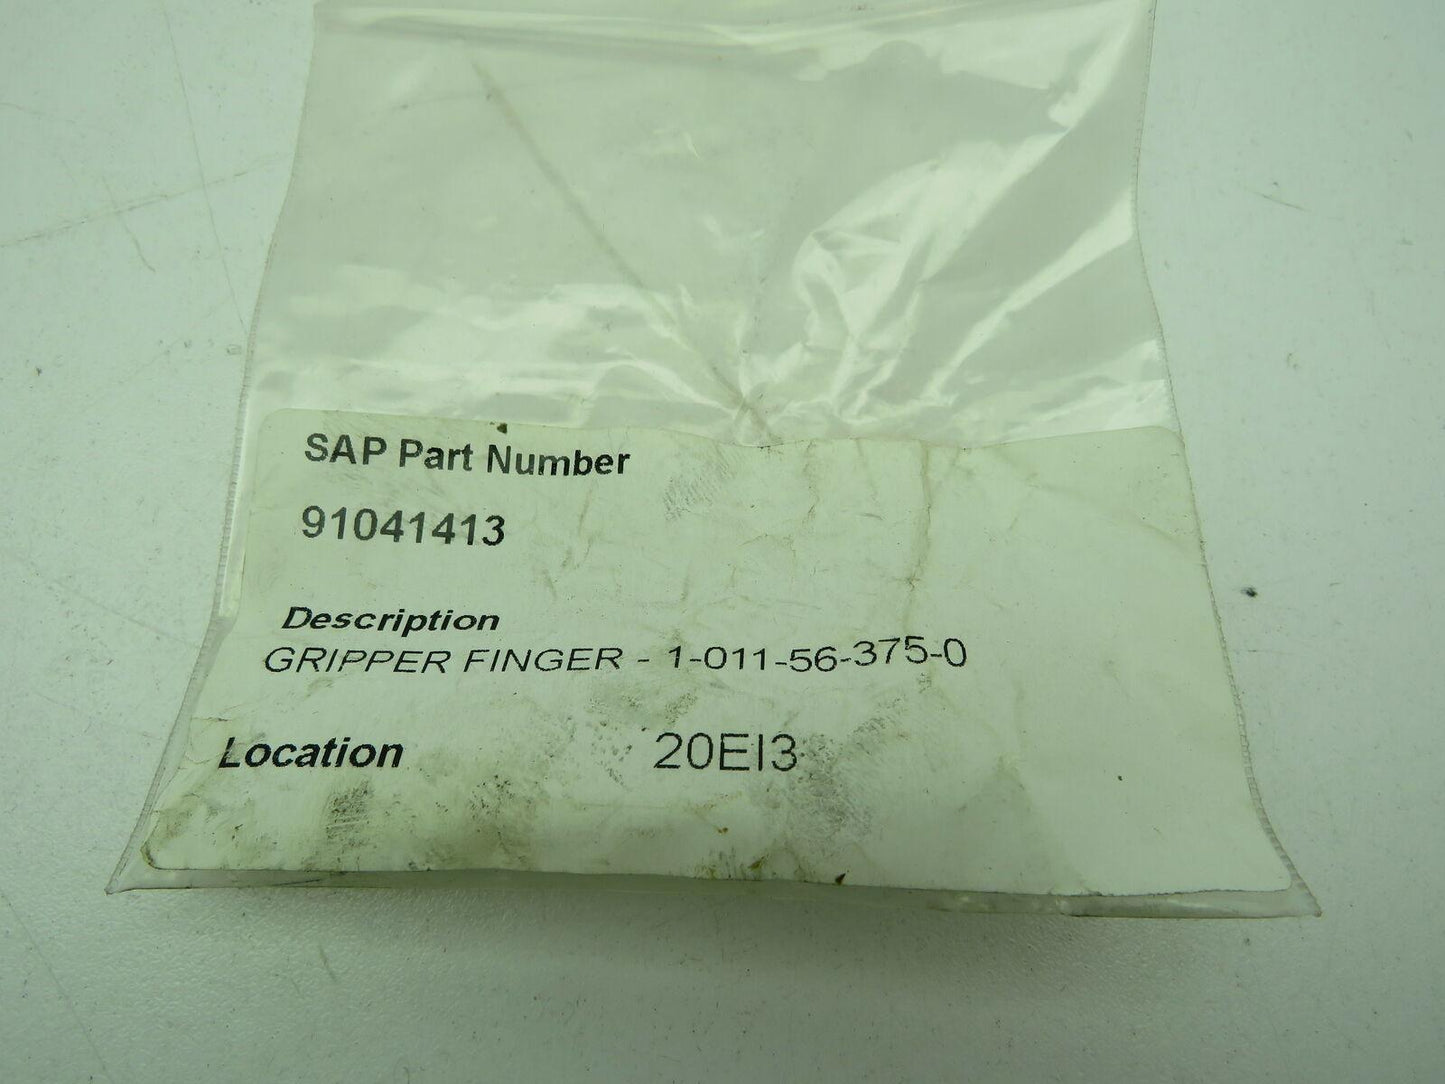 SAP Part Number
91041413
Description
GRIPPER FINGER - 1-011-56-375-0
Location 20EI3